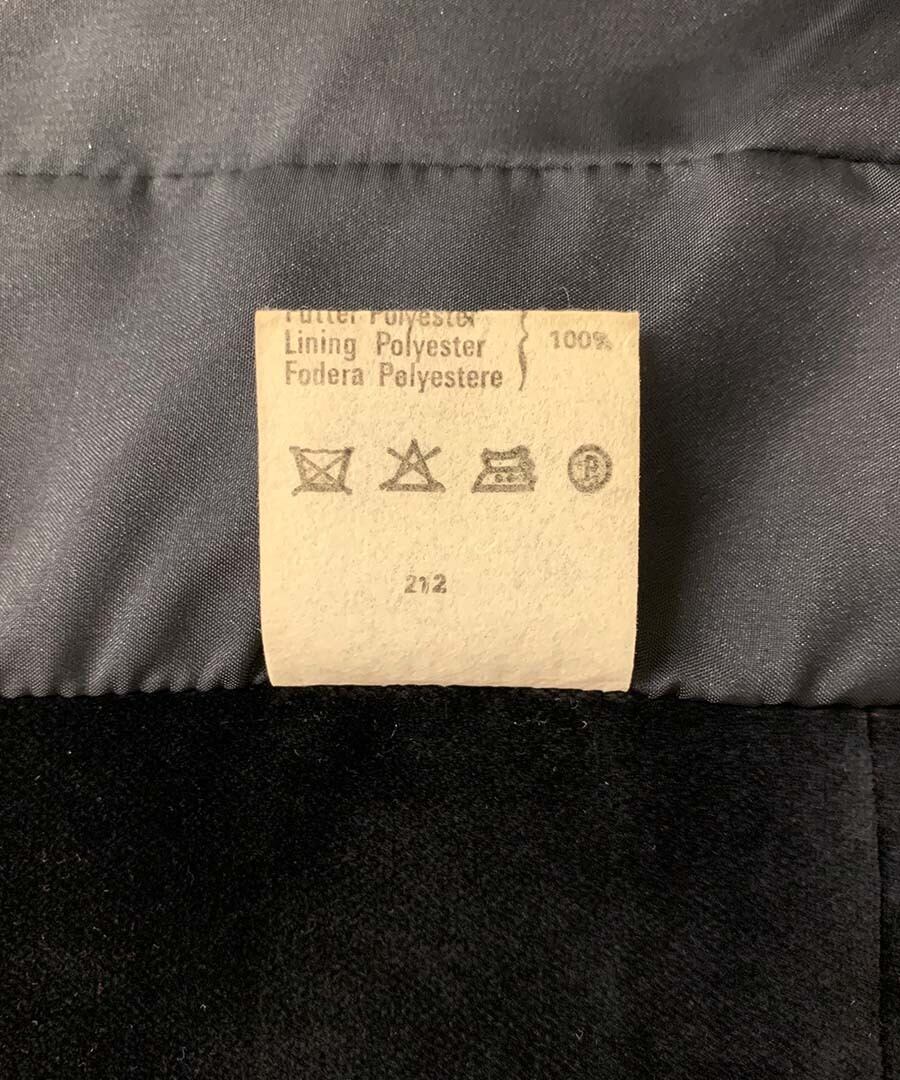 Futter Polyester
Lining Polyester } 100%
Fodera Polyestere
P
212